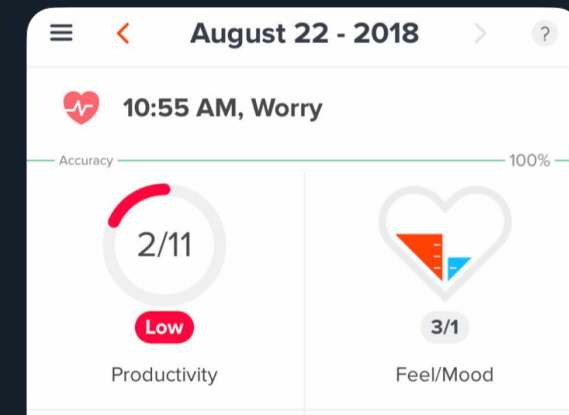 August 22 - 2018
?
10:55 AM, Worry
Accuracy 100%
2/11
Low
3/1
Productivity
Feel/Mood